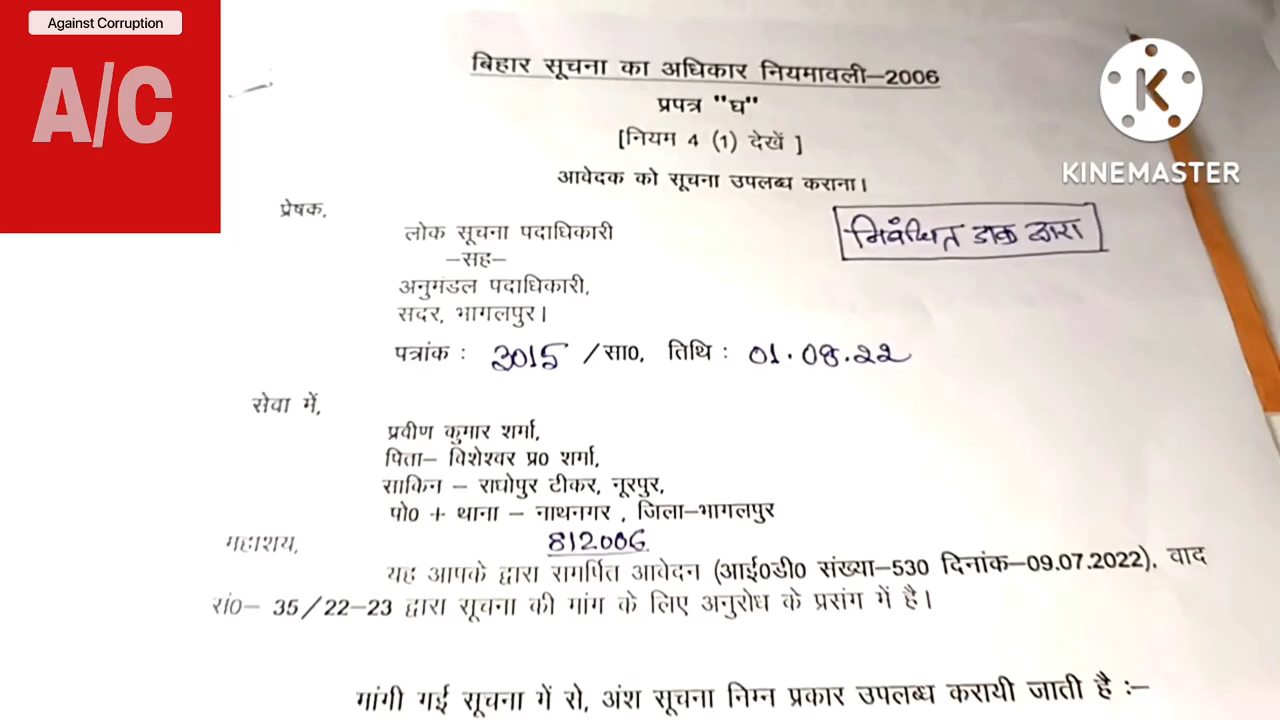 Against Corruption
A/C
KINEMASTER
बिहार सूचना का अधिकार नियमावली–2006
प्रपत्र "घ"
[नियम 4 (1) देखें ]
आवेदक को सूचना उपलब्ध कराना।
प्रेषक,
लोक सूचना पदाधिकारी
–सह–
अनुमंडल पदाधिकारी,
सदर, भागलपुर।
निबंधित डाक द्वारा
पत्रांक : 3015 /सा0, तिथि : 01.08.22
सेवा में,
प्रवीण कुमार शर्मा,
पिता– विशेश्वर प्र0 शर्मा,
साकिन – राघोपुर टीकर, नूरपुर,
पो0 + थाना – नाथनगर , जिला–भागलपुर
812006
महाशय,
यह आपके द्वारा समर्पित आवेदन (आई0डी0 संख्या–530 दिनांक–09.07.2022), वाद
सं0– 35/22-23 द्वारा सूचना की मांग के लिए अनुरोध के प्रसंग में है।
मांगी गई सूचना में से, अंश सूचना निम्न प्रकार उपलब्ध करायी जाती है :–